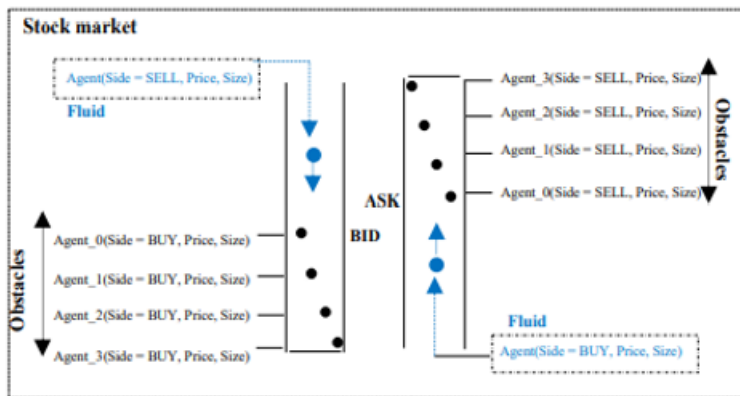 Stock market
Agent(Side = SELL, Price, Size)
Fluid
Obstacles
Agent_0(Side = BUY, Price, Size)
Agent_1(Side = BUY, Price, Size)
Agent_2(Side = BUY, Price, Size)
Agent_3(Side = BUY, Price, Size)
BID
ASK
Agent_3(Side = SELL, Price, Size)
Agent_2(Side = SELL, Price, Size)
Agent_1(Side = SELL, Price, Size)
Agent_0(Side = SELL, Price, Size)
Obstacles
Fluid
Agent(Side = BUY, Price, Size)